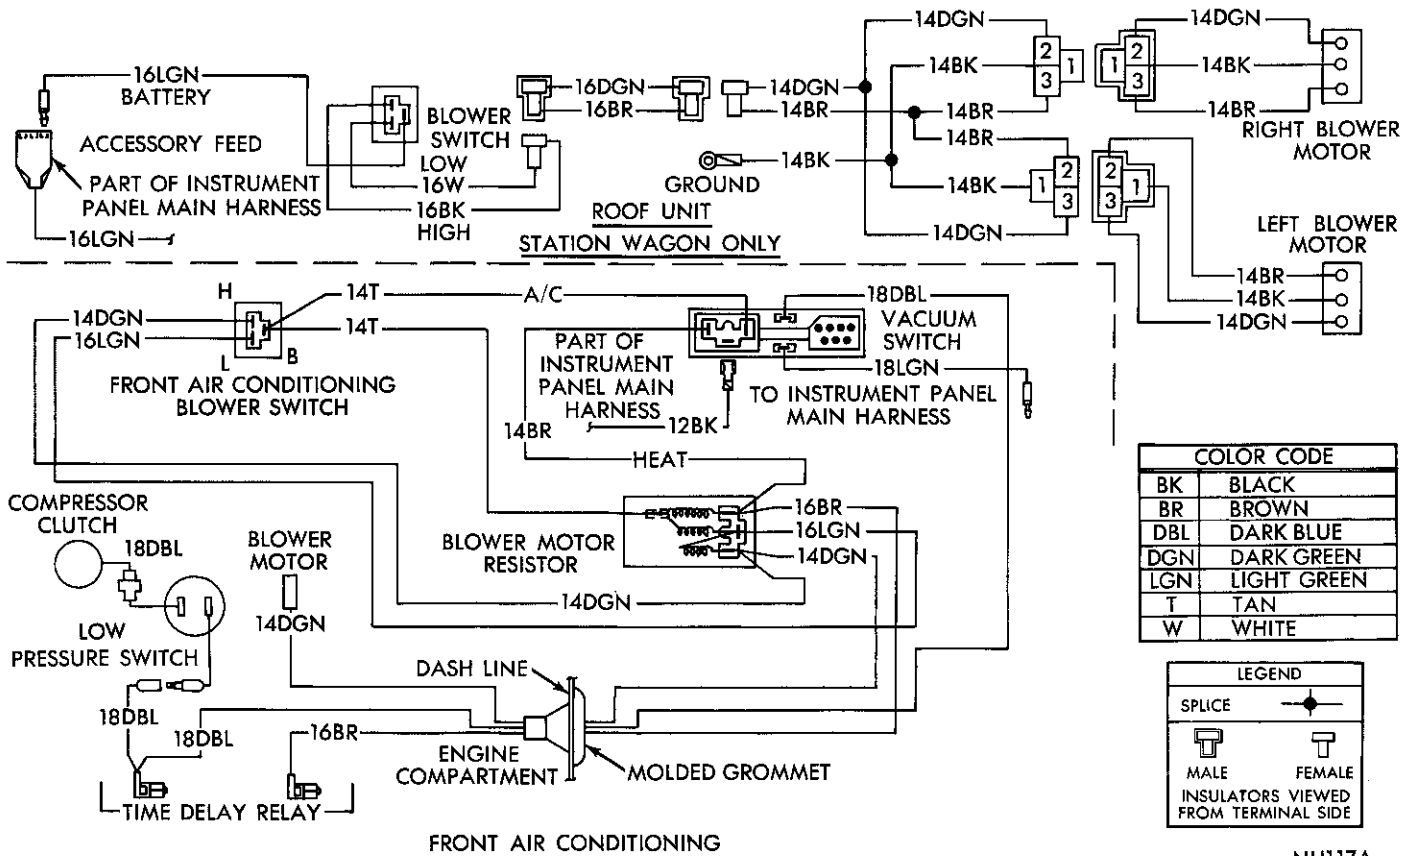 14DGN
14DGN
16LGN
BATTERY
16DGN
16BR
14DGN
14BR
14BK
14BR
14BR
2
1
3
1
2
3
14BK
14BR
RIGHT BLOWER
MOTOR
ACCESSORY FEED
BLOWER
SWITCH
LOW
16W
16BK
HIGH
PART OF INSTRUMENT
PANEL MAIN HARNESS
16LGN
14BK
GROUND
14BK
14DGN
1
2
3
2
3
1
ROOF UNIT
STATION WAGON ONLY
LEFT BLOWER
MOTOR
14BR
14BK
14DGN
H
14T
A/C
18DBL
14DGN
16LGN
14T
L
B
VACUUM
SWITCH
FRONT AIR CONDITIONING
BLOWER SWITCH
PART OF
INSTRUMENT
PANEL MAIN
HARNESS
18LGN
TO INSTRUMENT PANEL
MAIN HARNESS
12BK
14BR
HEAT
COLOR CODE
BK BLACK
BR BROWN
DBL DARK BLUE
DGN DARK GREEN
LGN LIGHT GREEN
T TAN
W WHITE
COMPRESSOR
CLUTCH
18DBL
BLOWER
MOTOR
BLOWER MOTOR
RESISTOR
16BR
16LGN
14DGN
14DGN
14DGN
LOW
PRESSURE SWITCH
DASH LINE
18DBL
18DBL
16BR
ENGINE
COMPARTMENT
MOLDED GROMMET
TIME DELAY RELAY
LEGEND
SPLICE
MALE FEMALE
INSULATORS VIEWED
FROM TERMINAL SIDE
FRONT AIR CONDITIONING